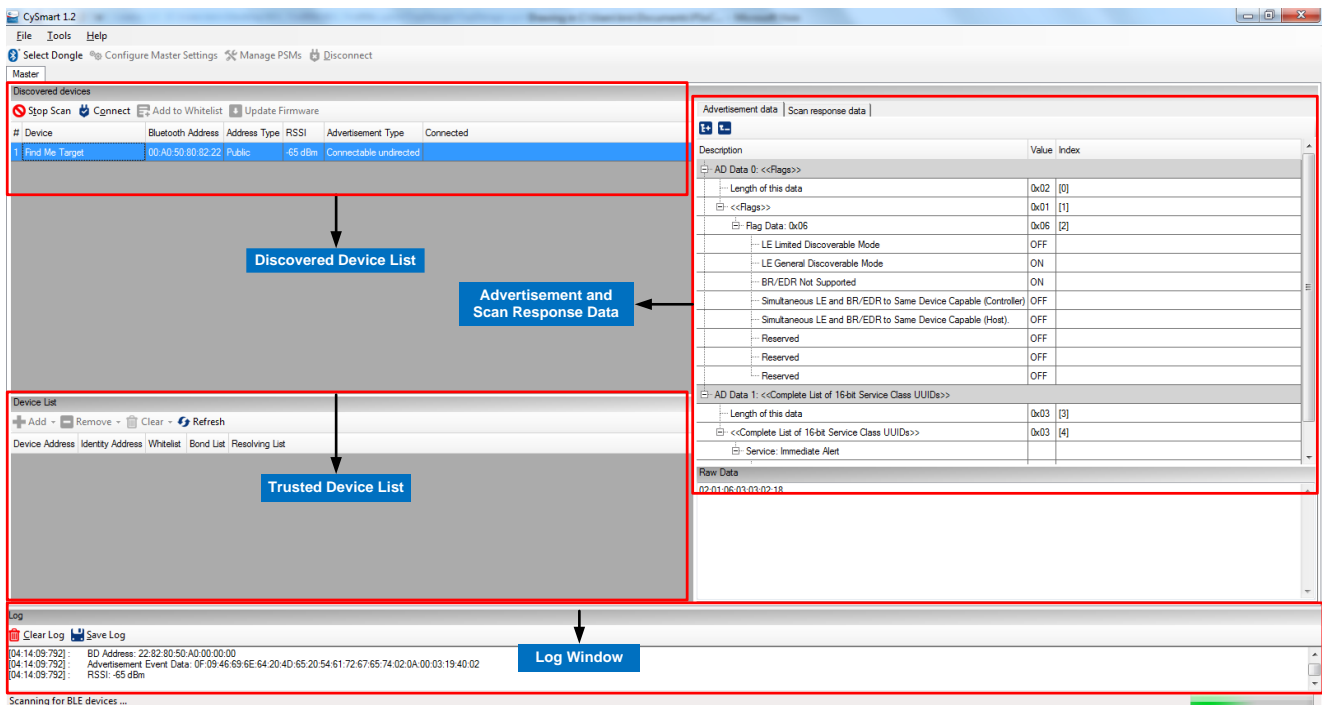 CySmart 1.2
File Tools Help
Select Dongle Configure Master Settings Manage PSMs Disconnect
Master
Discovered devices
Stop Scan Connect Add to Whitelist Update Firmware
# Device Bluetooth Address Address Type RSSI Advertisement Type Connected
1 Find Me Target 00:A0:50:80:82:22 Public -65 dBm Connectable undirected
Discovered Device List
Advertisement and
Scan Response Data
Device List
Add Remove Clear Refresh
Device Address Identity Address Whitelist Bond List Resolving List
Trusted Device List
Advertisement data Scan response data
Description Value Index
AD Data 0: <<Flags>>
Length of this data 0x02 [0]
<<Flags>> 0x01 [1]
Flag Data: 0x06 0x06 [2]
LE Limited Discoverable Mode OFF
LE General Discoverable Mode ON
BR/EDR Not Supported ON
Simultaneous LE and BR/EDR to Same Device Capable (Controller) OFF
Simultaneous LE and BR/EDR to Same Device Capable (Host). OFF
Reserved OFF
Reserved OFF
Reserved OFF
AD Data 1: <<Complete List of 16-bit Service Class UUIDs>>
Length of this data 0x03 [3]
<<Complete List of 16-bit Service Class UUIDs>> 0x03 [4]
Service: Immediate Alert
Raw Data
02:01:06:03:03:02:18
Log
Clear Log Save Log
[04:14:09:792] : BD Address: 22:82:80:50:A0:00:00:00
[04:14:09:792] : Advertisement Event Data: 0F:09:46:69:6E:64:20:4D:65:20:54:61:72:67:65:74:02:0A:00:03:19:40:02
[04:14:09:792] : RSSI: -65 dBm
Log Window
Scanning for BLE devices ...